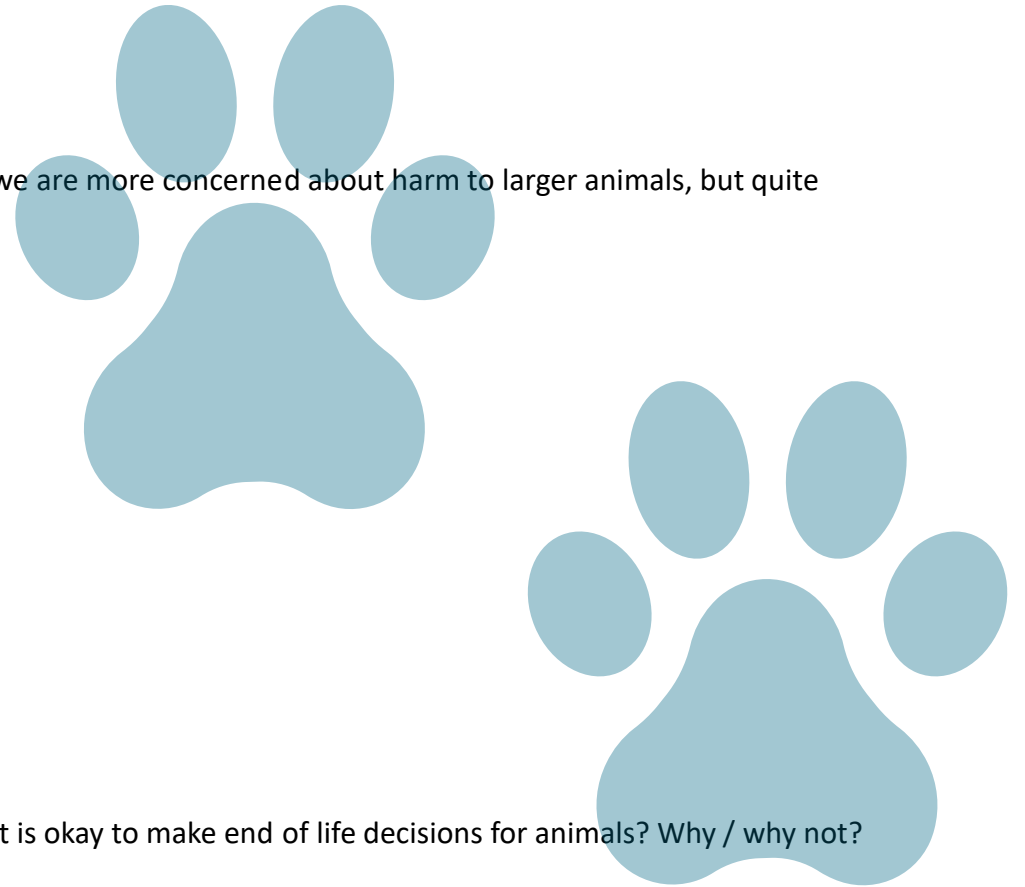 we are more concerned about harm to larger animals, but quite
t is okay to make end of life decisions for animals? Why / why not?